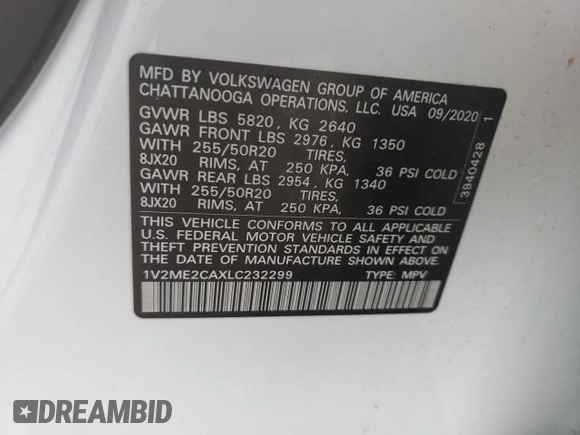 MFD BY VOLKSWAGEN GROUP OF AMERICA
CHATTANOOGA OPERATIONS, LLC. USA 09/2020
GVWR LBS 5820, KG 2640
GAWR FRONT LBS 2976, KG 1350
WITH 255/50R20 TIRES,
8JX20 RIMS, AT 250 KPA, 36 PSI COLD
GAWR REAR LBS 2954, KG 1340
WITH 255/50R20 TIRES,
8JX20 RIMS, AT 250 KPA, 36 PSI COLD
THIS VEHICLE CONFORMS TO ALL APPLICABLE
U.S. FEDERAL MOTOR VEHICLE SAFETY AND
THEFT PREVENTION STANDARDS IN EFFECT ON THE
DATE OF MANUFACTURE SHOWN ABOVE.
1V2ME2CAXLC232299 TYPE: MPV
3940428 1
DREAMBID